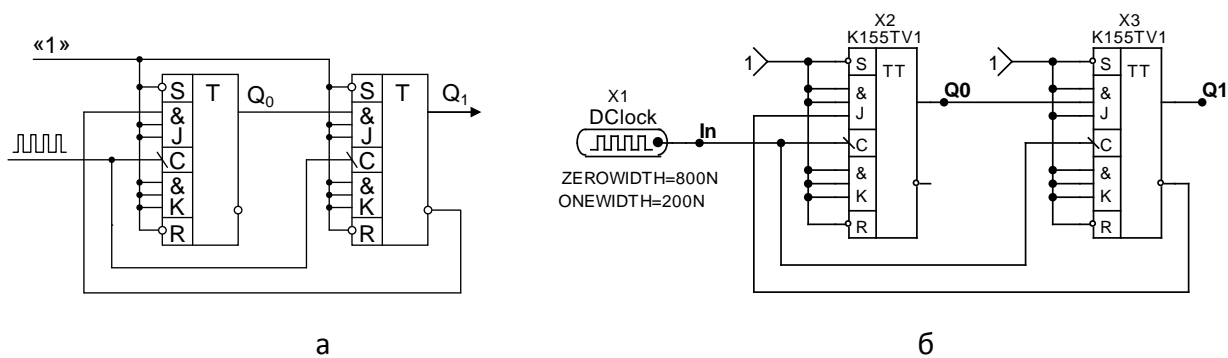 «1»
S T Q₀
&
J
C
&
K
R
S T Q₁
&
J
C
&
K
R
а
X1
DClock
In
ZEROWIDTH=800N
ONEWIDTH=200N
X2
K155TV1
1
S TT
&
J
C
&
K
R
Q0
X3
K155TV1
1
S TT
&
J
C
&
K
R
Q1
б